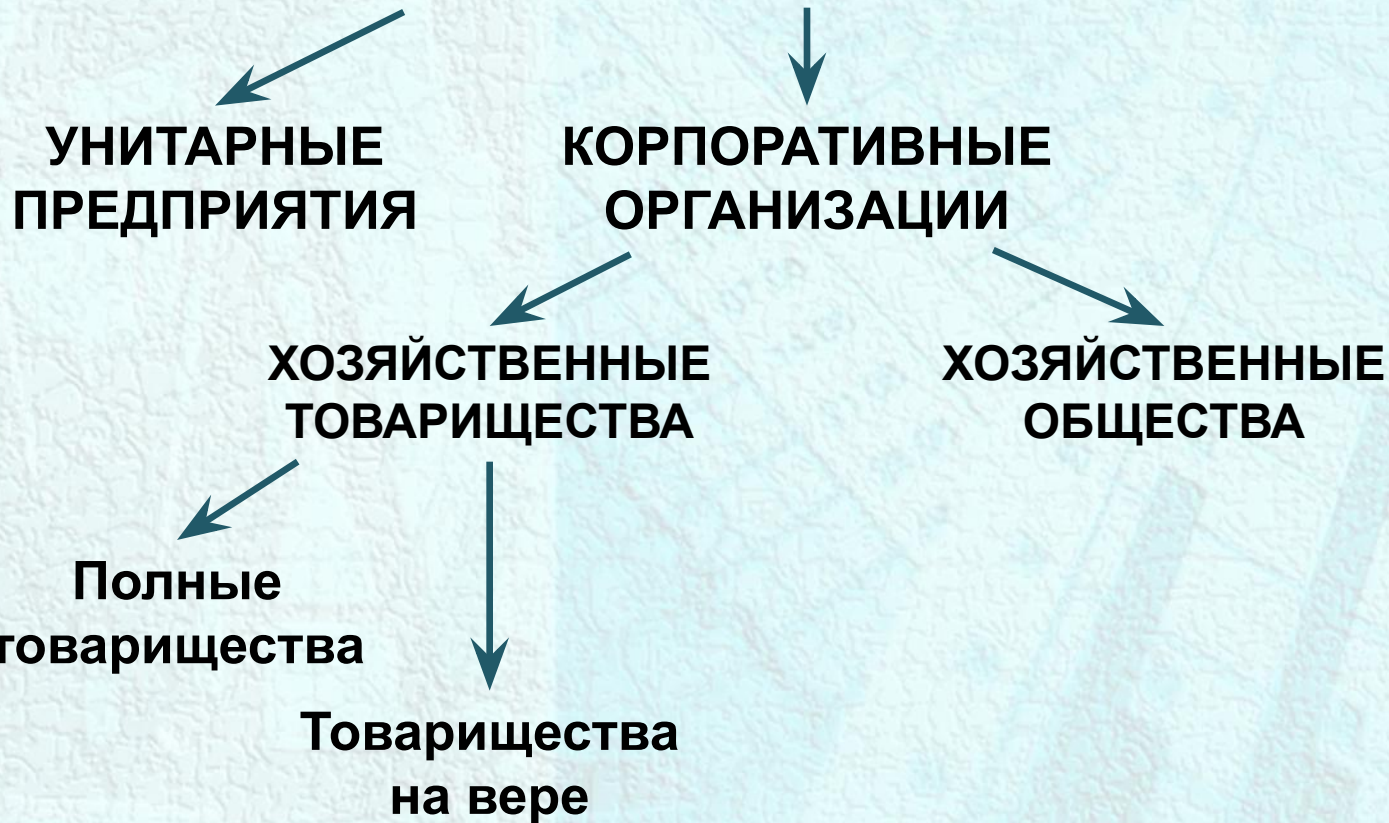 УНИТАРНЫЕ
ПРЕДПРИЯТИЯ
КОРПОРАТИВНЫЕ
ОРГАНИЗАЦИИ
ХОЗЯЙСТВЕННЫЕ
ТОВАРИЩЕСТВА
ХОЗЯЙСТВЕННЫЕ
ОБЩЕСТВА
Полные
товарищества
Товарищества
на вере